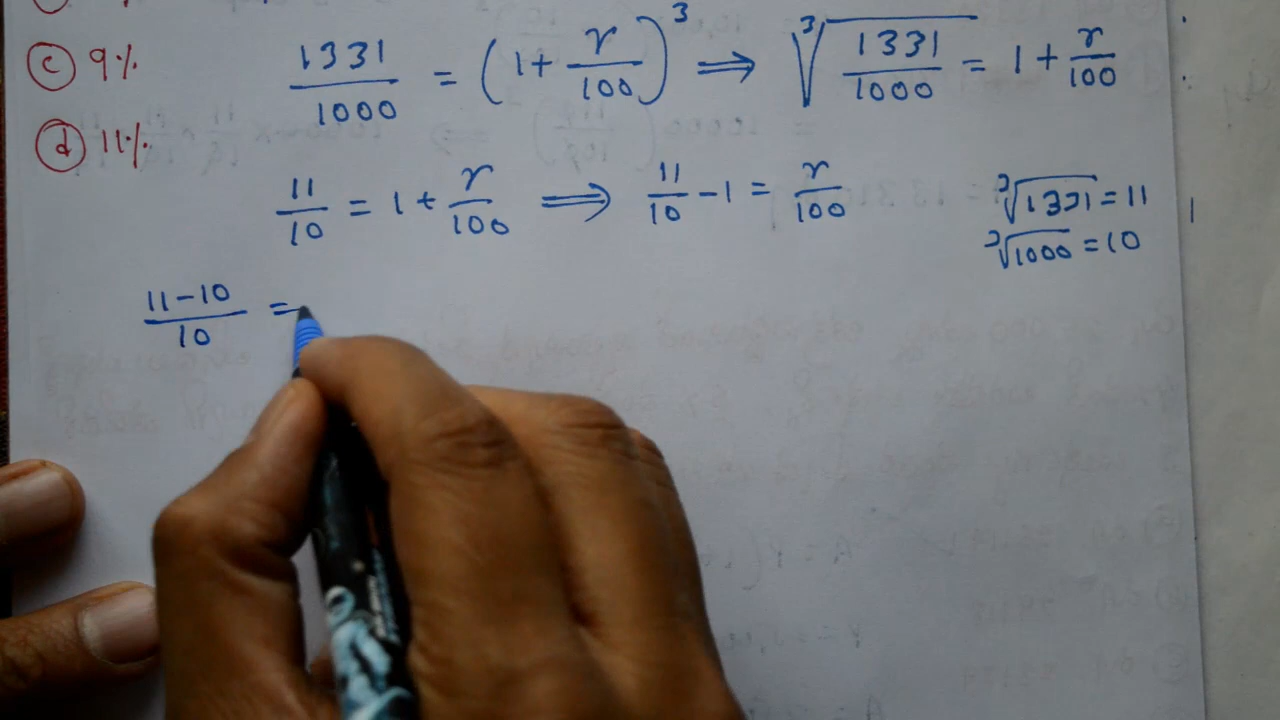 (c) 9%
1331/1000 = (1 + r/100)^3 ⟹ ∛(1331/1000) = 1 + r/100
(d) 11%
11/10 = 1 + r/100 ⟹ 11/10 - 1 = r/100
∛1331 = 11
∛1000 = 10
(11-10)/10 =